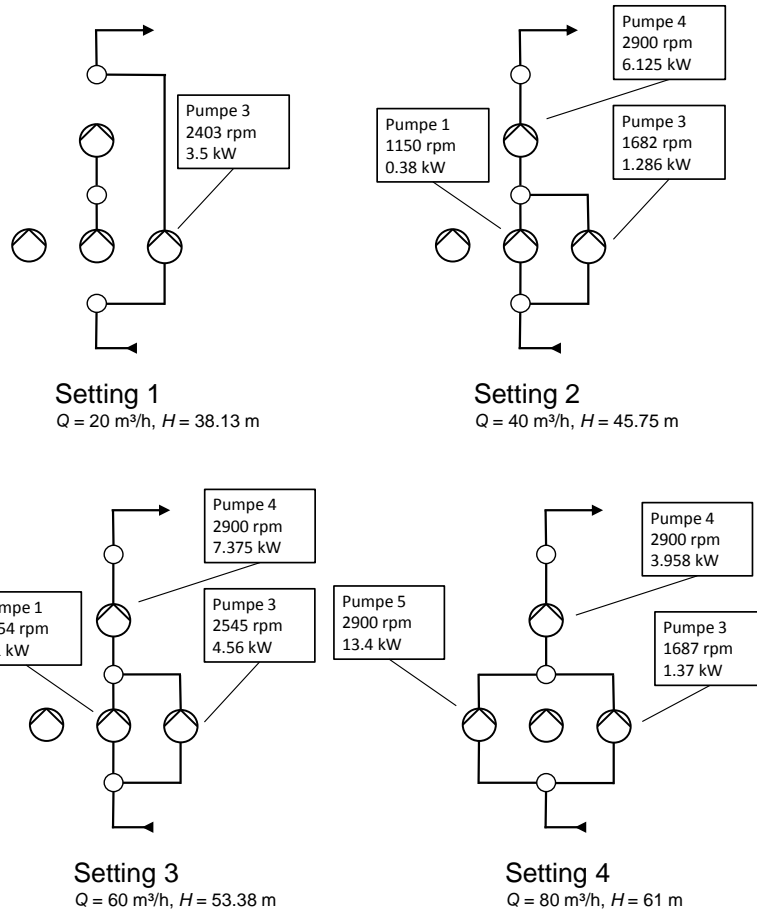 Pumpe 3
2403 rpm
3.5 kW
Setting 1
Q = 20 m³/h, H = 38.13 m
Pumpe 4
2900 rpm
6.125 kW
Pumpe 1
1150 rpm
0.38 kW
Pumpe 3
1682 rpm
1.286 kW
Setting 2
Q = 40 m³/h, H = 45.75 m
Pumpe 4
2900 rpm
7.375 kW
1
rpm
kW
Pumpe 3
2545 rpm
4.56 kW
Setting 3
Q = 60 m³/h, H = 53.38 m
Pumpe 4
2900 rpm
3.958 kW
Pumpe 5
2900 rpm
13.4 kW
Pumpe 3
1687 rpm
1.37 kW
Setting 4
Q = 80 m³/h, H = 61 m